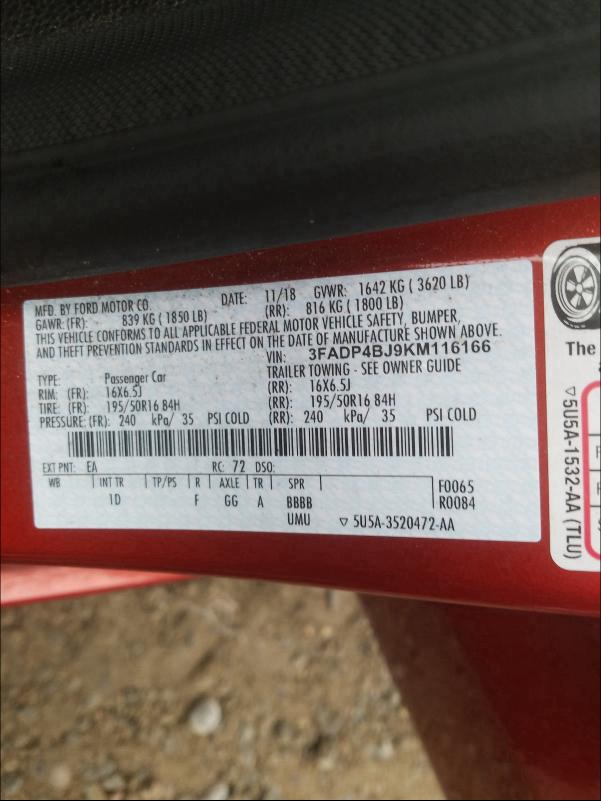 MFD. BY FORD MOTOR CO.
DATE: 11/18 GVWR: 1642 KG ( 3620 LB)
GAWR: (FR): 839 KG ( 1850 LB) (RR): 816 KG ( 1800 LB)
THIS VEHICLE CONFORMS TO ALL APPLICABLE FEDERAL MOTOR VEHICLE SAFETY, BUMPER,
AND THEFT PREVENTION STANDARDS IN EFFECT ON THE DATE OF MANUFACTURE SHOWN ABOVE.
VIN: 3FADP4BJ9KM116166
TYPE: Passenger Car TRAILER TOWING - SEE OWNER GUIDE
RIM: (FR): 16X6.5J (RR): 16X6.5J
TIRE: (FR): 195/50R16 84H (RR): 195/50R16 84H
PRESSURE: (FR): 240 kPa/ 35 PSI COLD (RR): 240 kPa/ 35 PSI COLD
EXT PNT: EA RC: 72 DSO:
WB INT TR TP/PS R AXLE TR SPR F0065
1D F GG A BBBB R0084
UMU ▽ 5U5A-3520472-AA
The
▽5U5A-1532-AA (TLU)